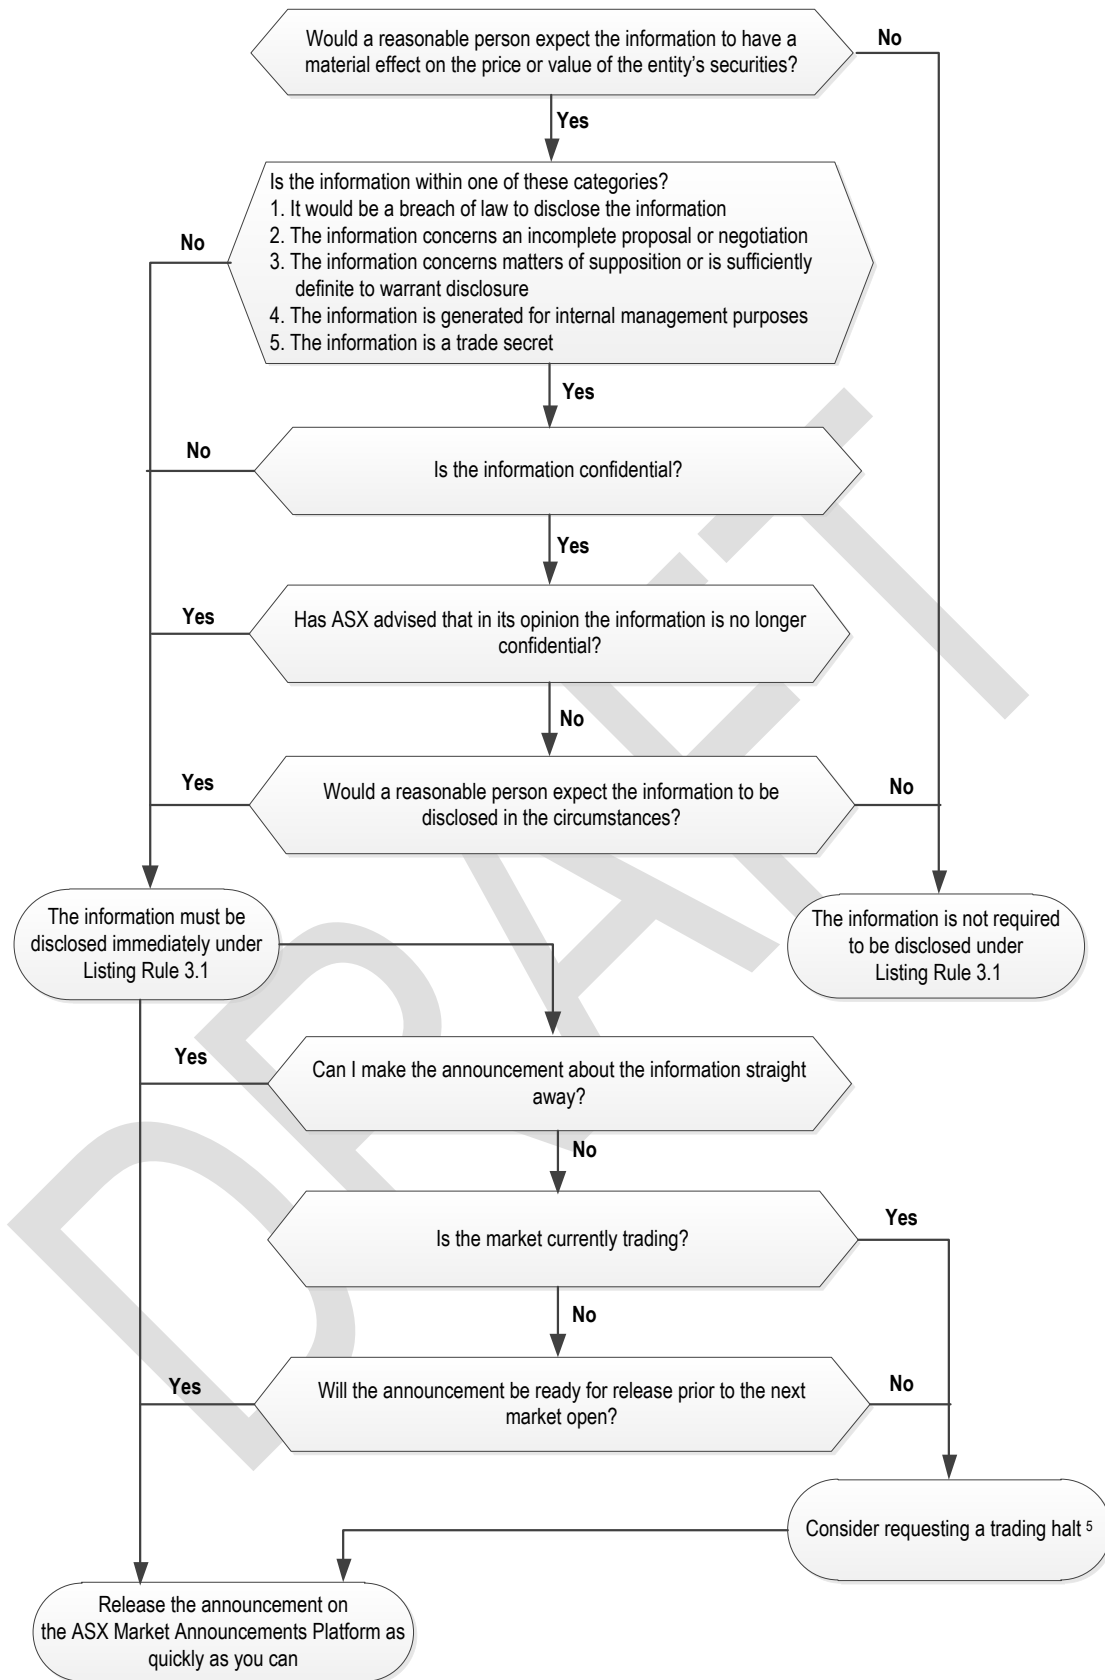 Would a reasonable person expect the information to have a
material effect on the price or value of the entity's securities?
No
Yes
Is the information within one of these categories?
1. It would be a breach of law to disclose the information
2. The information concerns an incomplete proposal or negotiation
3. The information concerns matters of supposition or is sufficiently
definite to warrant disclosure
4. The information is generated for internal management purposes
5. The information is a trade secret
No
Yes
No
Is the information confidential?
Yes
Yes
Has ASX advised that in its opinion the information is no longer
confidential?
No
Yes
Would a reasonable person expect the information to be
disclosed in the circumstances?
No
The information must be
disclosed immediately under
Listing Rule 3.1
The information is not required
to be disclosed under
Listing Rule 3.1
Yes
Can I make the announcement about the information straight
away?
No
Is the market currently trading?
Yes
No
Yes
Will the announcement be ready for release prior to the next
market open?
No
Consider requesting a trading halt 5
Release the announcement on
the ASX Market Announcements Platform as
quickly as you can
DRAFT